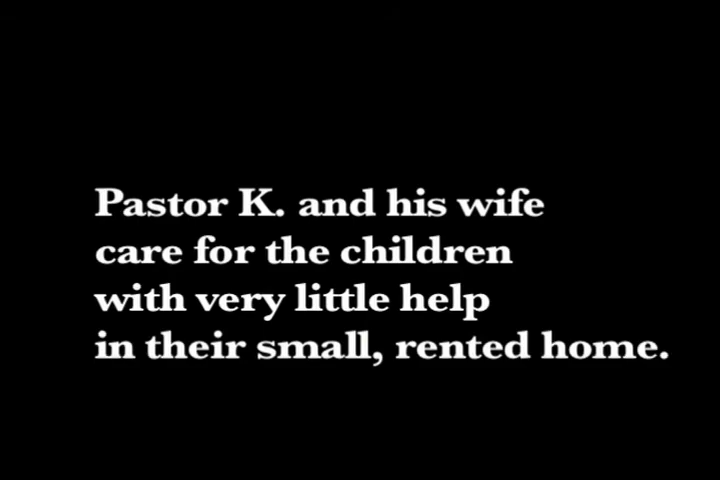 Pastor K. and his wife
care for the children
with very little help
in their small, rented home.